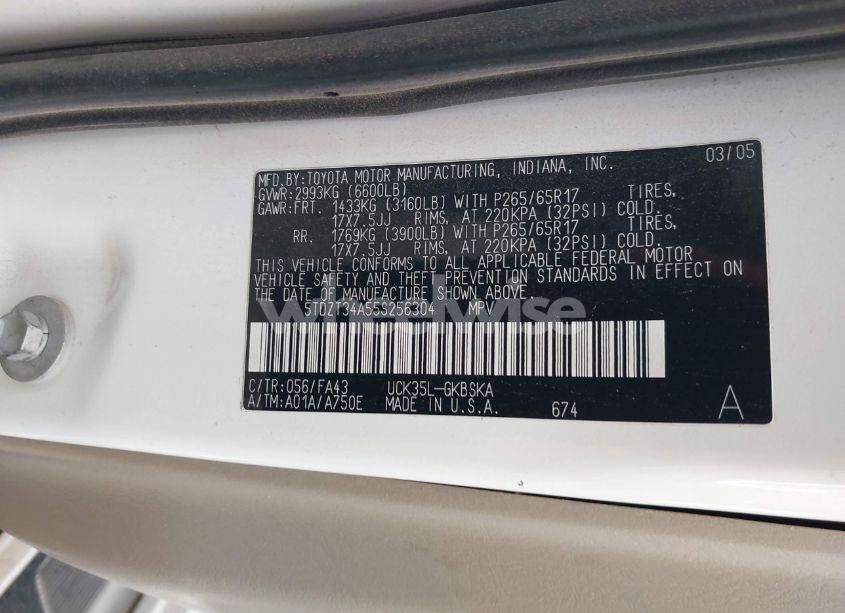 03/05
MFD.BY:TOYOTA MOTOR MANUFACTURING, INDIANA, INC.
GVWR:2993KG (6600LB)
GAWR:FRT. 1433KG (3160LB) WITH P265/65R17 TIRES,
17X7.5JJ RIMS, AT 220KPA (32PSI) COLD.
RR. 1769KG (3900LB) WITH P265/65R17 TIRES,
17X7.5JJ RIMS, AT 220KPA (32PSI) COLD.
THIS VEHICLE CONFORMS TO ALL APPLICABLE FEDERAL MOTOR
VEHICLE SAFETY AND THEFT PREVENTION STANDARDS IN EFFECT ON
THE DATE OF MANUFACTURE SHOWN ABOVE.
5TDZT34A55S256304 MPV
wheelwise
C/TR:056/FA43 UCK35L-GKBSKA
A/TM:A01A/A750E MADE IN U.S.A. 674 A